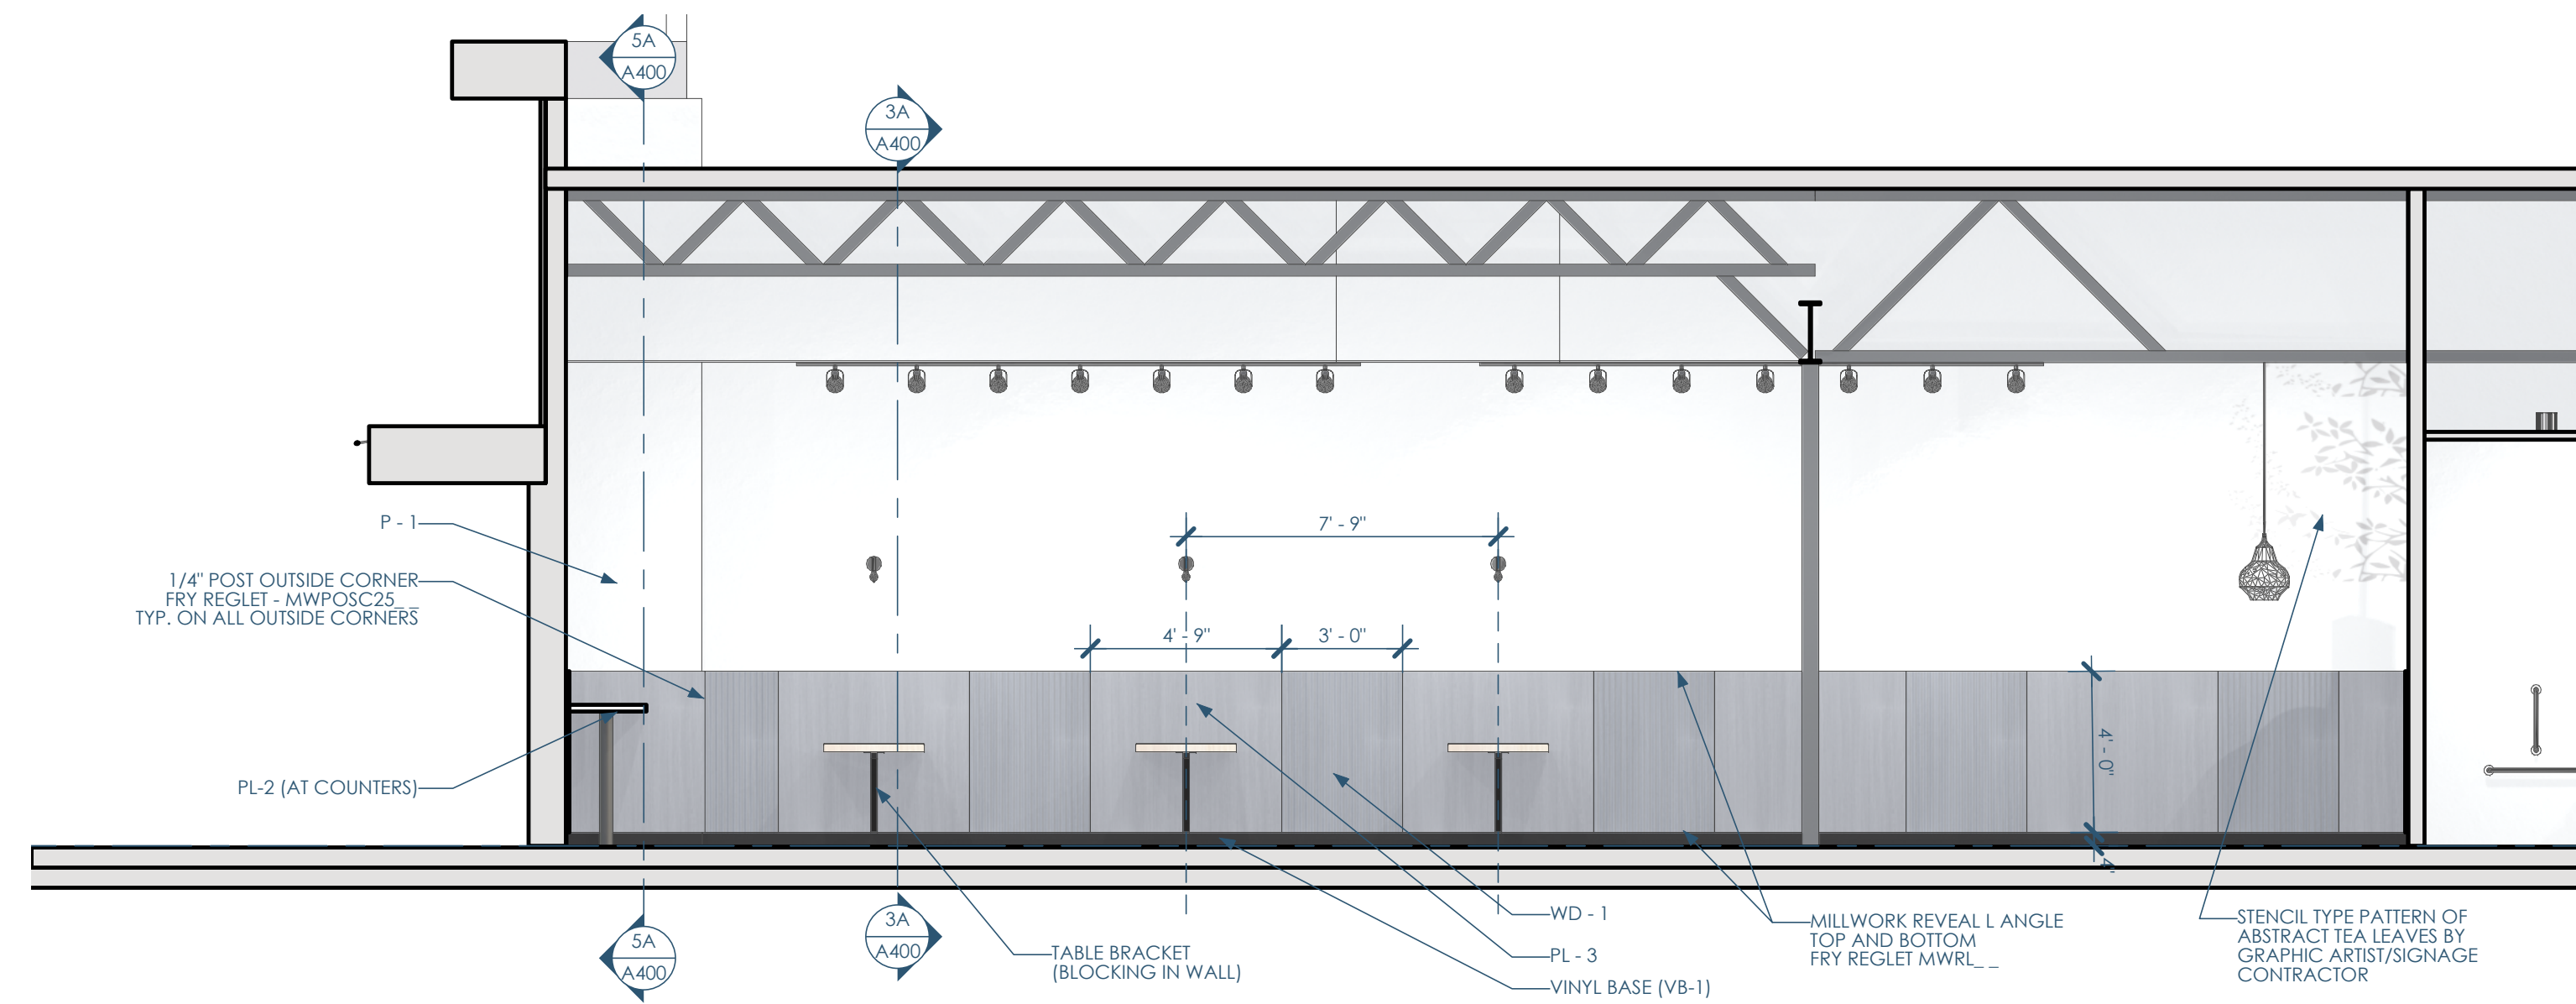 5A
A400
3A
A400
P - 1
1/4" POST OUTSIDE CORNER
FRY REGLET - MWPOSC25_ _
TYP. ON ALL OUTSIDE CORNERS
PL-2 (AT COUNTERS)
7' - 9"
4' - 9"
3' - 0"
4' - 0"
4"
5A
A400
3A
A400
TABLE BRACKET
(BLOCKING IN WALL)
WD - 1
PL - 3
VINYL BASE (VB-1)
MILLWORK REVEAL L ANGLE
TOP AND BOTTOM
FRY REGLET MWRL_ _
STENCIL TYPE PATTERN OF
ABSTRACT TEA LEAVES BY
GRAPHIC ARTIST/SIGNAGE
CONTRACTOR